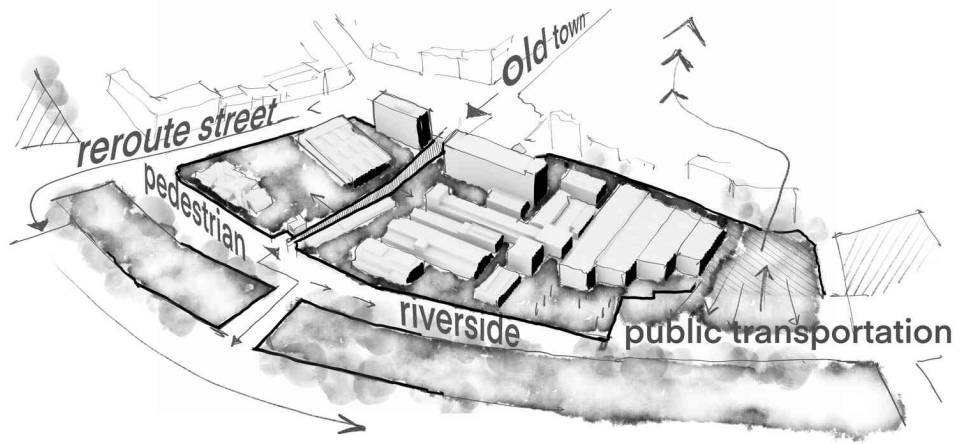 old town
reroute street
pedestrian
riverside
public transportation